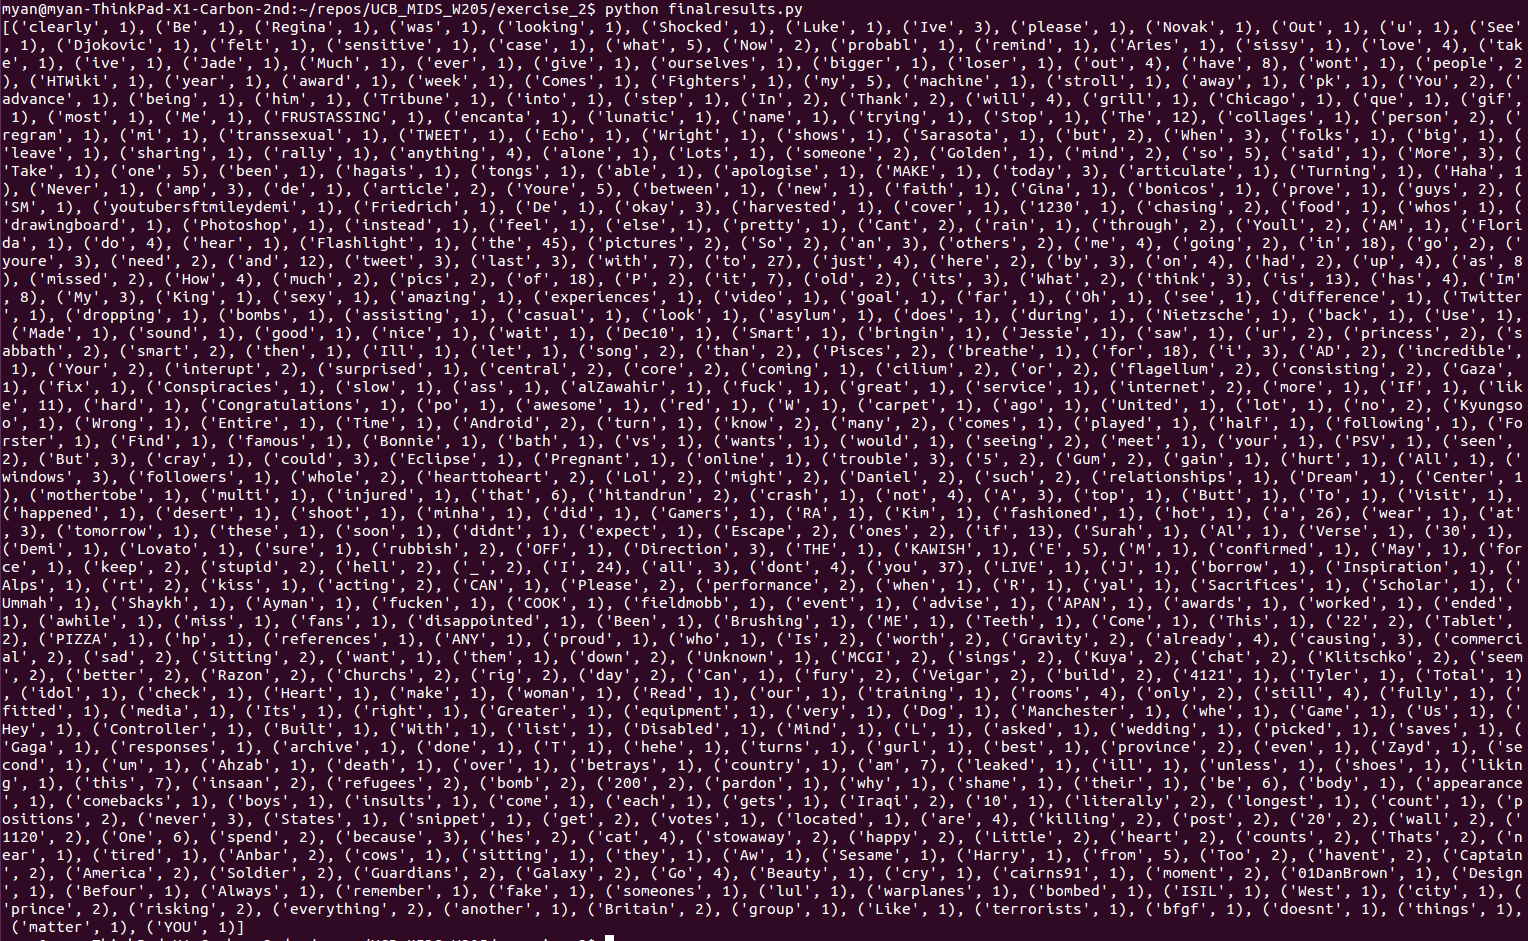 myan@myan-ThinkPad-X1-Carbon-2nd:~/repos/UCB_MIDS_W205/exercise_2$ python finalresults.py
[('clearly', 1), ('Be', 1), ('Regina', 1), ('was', 1), ('looking', 1), ('Shocked', 1), ('Luke', 1), ('Ive', 3), ('please', 1), ('Novak', 1), ('Out', 1), ('u', 1), ('See'
, 1), ('Djokovic', 1), ('felt', 1), ('sensitive', 1), ('case', 1), ('what', 5), ('Now', 2), ('probabl', 1), ('remind', 1), ('Aries', 1), ('sissy', 1), ('love', 4), ('tak
e', 1), ('ive', 1), ('Jade', 1), ('Much', 1), ('ever', 1), ('give', 1), ('ourselves', 1), ('bigger', 1), ('loser', 1), ('out', 4), ('have', 8), ('wont', 1), ('people', 2
), ('HTWiki', 1), ('year', 1), ('award', 1), ('week', 1), ('Comes', 1), ('Fighters', 1), ('my', 5), ('machine', 1), ('stroll', 1), ('away', 1), ('pk', 1), ('You', 2), ('
advance', 1), ('being', 1), ('him', 1), ('Tribune', 1), ('into', 1), ('step', 1), ('In', 2), ('Thank', 2), ('will', 4), ('grill', 1), ('Chicago', 1), ('que', 1), ('gif',
 1), ('most', 1), ('Me', 1), ('FRUSTASSING', 1), ('encanta', 1), ('lunatic', 1), ('name', 1), ('trying', 1), ('Stop', 1), ('The', 12), ('collages', 1), ('person', 2), ('
regram', 1), ('mi', 1), ('transsexual', 1), ('TWEET', 1), ('Echo', 1), ('Wright', 1), ('shows', 1), ('Sarasota', 1), ('but', 2), ('When', 3), ('folks', 1), ('big', 1), (
'leave', 1), ('sharing', 1), ('rally', 1), ('anything', 4), ('alone', 1), ('Lots', 1), ('someone', 2), ('Golden', 1), ('mind', 2), ('so', 5), ('said', 1), ('More', 3), (
'Take', 1), ('one', 5), ('been', 1), ('hagais', 1), ('tongs', 1), ('able', 1), ('apologise', 1), ('MAKE', 1), ('today', 3), ('articulate', 1), ('Turning', 1), ('Haha', 1
), ('Never', 1), ('amp', 3), ('de', 1), ('article', 2), ('Youre', 5), ('between', 1), ('new', 1), ('faith', 1), ('Gina', 1), ('bonicos', 1), ('prove', 1), ('guys', 2), (
'SM', 1), ('youtubersftmileydemi', 1), ('Friedrich', 1), ('De', 1), ('okay', 3), ('harvested', 1), ('cover', 1), ('1230', 1), ('chasing', 2), ('food', 1), ('whos', 1), (
'drawingboard', 1), ('Photoshop', 1), ('instead', 1), ('feel', 1), ('else', 1), ('pretty', 1), ('Cant', 2), ('rain', 1), ('through', 2), ('Youll', 2), ('AM', 1), ('Flori
da', 1), ('do', 4), ('hear', 1), ('Flashlight', 1), ('the', 45), ('pictures', 2), ('So', 2), ('an', 3), ('others', 2), ('me', 4), ('going', 2), ('in', 18), ('go', 2), ('
youre', 3), ('need', 2), ('and', 12), ('tweet', 3), ('last', 3), ('with', 7), ('to', 27), ('just', 4), ('here', 2), ('by', 3), ('on', 4), ('had', 2), ('up', 4), ('as', 8
), ('missed', 2), ('How', 4), ('much', 2), ('pics', 2), ('of', 18), ('P', 2), ('it', 7), ('old', 2), ('its', 3), ('What', 2), ('think', 3), ('is', 13), ('has', 4), ('Im'
, 8), ('My', 3), ('King', 1), ('sexy', 1), ('amazing', 1), ('experiences', 1), ('video', 1), ('goal', 1), ('far', 1), ('Oh', 1), ('see', 1), ('difference', 1), ('Twitter
', 1), ('dropping', 1), ('bombs', 1), ('assisting', 1), ('casual', 1), ('look', 1), ('asylum', 1), ('does', 1), ('during', 1), ('Nietzsche', 1), ('back', 1), ('Use', 1),
 ('Made', 1), ('sound', 1), ('good', 1), ('nice', 1), ('wait', 1), ('Dec10', 1), ('Smart', 1), ('bringin', 1), ('Jessie', 1), ('saw', 1), ('ur', 2), ('princess', 2), ('s
abbath', 2), ('smart', 2), ('then', 1), ('Ill', 1), ('let', 1), ('song', 2), ('than', 2), ('Pisces', 2), ('breathe', 1), ('for', 18), ('i', 3), ('AD', 2), ('incredible',
 1), ('Your', 2), ('interupt', 2), ('surprised', 1), ('central', 2), ('core', 2), ('coming', 1), ('cilium', 2), ('or', 2), ('flagellum', 2), ('consisting', 2), ('Gaza', 
1), ('fix', 1), ('Conspiracies', 1), ('slow', 1), ('ass', 1), ('alZawahir', 1), ('fuck', 1), ('great', 1), ('service', 1), ('internet', 2), ('more', 1), ('If', 1), ('lik
e', 11), ('hard', 1), ('Congratulations', 1), ('po', 1), ('awesome', 1), ('red', 1), ('W', 1), ('carpet', 1), ('ago', 1), ('United', 1), ('lot', 1), ('no', 2), ('Kyungso
o', 1), ('Wrong', 1), ('Entire', 1), ('Time', 1), ('Android', 2), ('turn', 1), ('know', 2), ('many', 2), ('comes', 1), ('played', 1), ('half', 1), ('following', 1), ('Fo
rster', 1), ('Find', 1), ('famous', 1), ('Bonnie', 1), ('bath', 1), ('vs', 1), ('wants', 1), ('would', 1), ('seeing', 2), ('meet', 1), ('your', 1), ('PSV', 1), ('seen', 
2), ('But', 3), ('cray', 1), ('could', 3), ('Eclipse', 1), ('Pregnant', 1), ('online', 1), ('trouble', 3), ('5', 2), ('Gum', 2), ('gain', 1), ('hurt', 1), ('All', 1), ('
windows', 3), ('followers', 1), ('whole', 2), ('hearttoheart', 2), ('Lol', 2), ('might', 2), ('Daniel', 2), ('such', 2), ('relationships', 1), ('Dream', 1), ('Center', 1
), ('mothertobe', 1), ('multi', 1), ('injured', 1), ('that', 6), ('hitandrun', 2), ('crash', 1), ('not', 4), ('A', 3), ('top', 1), ('Butt', 1), ('To', 1), ('Visit', 1), 
('happened', 1), ('desert', 1), ('shoot', 1), ('minha', 1), ('did', 1), ('Gamers', 1), ('RA', 1), ('Kim', 1), ('fashioned', 1), ('hot', 1), ('a', 26), ('wear', 1), ('at'
, 3), ('tomorrow', 1), ('these', 1), ('soon', 1), ('didnt', 1), ('expect', 1), ('Escape', 2), ('ones', 2), ('if', 13), ('Surah', 1), ('Al', 1), ('Verse', 1), ('30', 1), 
('Demi', 1), ('Lovato', 1), ('sure', 1), ('rubbish', 2), ('OFF', 1), ('Direction', 3), ('THE', 1), ('KAWISH', 1), ('E', 5), ('M', 1), ('confirmed', 1), ('May', 1), ('for
ce', 1), ('keep', 2), ('stupid', 2), ('hell', 2), ('_', 2), ('I', 24), ('all', 3), ('dont', 4), ('you', 37), ('LIVE', 1), ('J', 1), ('borrow', 1), ('Inspiration', 1), ('
Alps', 1), ('rt', 2), ('kiss', 1), ('acting', 2), ('CAN', 1), ('Please', 2), ('performance', 2), ('when', 1), ('R', 1), ('yal', 1), ('Sacrifices', 1), ('Scholar', 1), ('
Ummah', 1), ('Shaykh', 1), ('Ayman', 1), ('fucken', 1), ('COOK', 1), ('fieldmobb', 1), ('event', 1), ('advise', 1), ('APAN', 1), ('awards', 1), ('worked', 1), ('ended', 
1), ('awhile', 1), ('miss', 1), ('fans', 1), ('disappointed', 1), ('Been', 1), ('Brushing', 1), ('ME', 1), ('Teeth', 1), ('Come', 1), ('This', 1), ('22', 2), ('Tablet', 
2), ('PIZZA', 1), ('hp', 1), ('references', 1), ('ANY', 1), ('proud', 1), ('who', 1), ('Is', 2), ('worth', 2), ('Gravity', 2), ('already', 4), ('causing', 3), ('commerci
al', 2), ('sad', 2), ('Sitting', 2), ('want', 1), ('them', 1), ('down', 2), ('Unknown', 1), ('MCGI', 2), ('sings', 2), ('Kuya', 2), ('chat', 2), ('Klitschko', 2), ('seem
', 2), ('better', 2), ('Razon', 2), ('Churchs', 2), ('rig', 2), ('day', 2), ('Can', 1), ('fury', 2), ('Veigar', 2), ('build', 2), ('4121', 1), ('Tyler', 1), ('Total', 1)
, ('idol', 1), ('check', 1), ('Heart', 1), ('make', 1), ('woman', 1), ('Read', 1), ('our', 1), ('training', 1), ('rooms', 4), ('only', 2), ('still', 4), ('fully', 1), ('
fitted', 1), ('media', 1), ('Its', 1), ('right', 1), ('Greater', 1), ('equipment', 1), ('very', 1), ('Dog', 1), ('Manchester', 1), ('whe', 1), ('Game', 1), ('Us', 1), ('
Hey', 1), ('Controller', 1), ('Built', 1), ('With', 1), ('list', 1), ('Disabled', 1), ('Mind', 1), ('L', 1), ('asked', 1), ('wedding', 1), ('picked', 1), ('saves', 1), (
'Gaga', 1), ('responses', 1), ('archive', 1), ('done', 1), ('T', 1), ('hehe', 1), ('turns', 1), ('gurl', 1), ('best', 1), ('province', 2), ('even', 1), ('Zayd', 1), ('se
cond', 1), ('um', 1), ('Ahzab', 1), ('death', 1), ('over', 1), ('betrays', 1), ('country', 1), ('am', 7), ('leaked', 1), ('ill', 1), ('unless', 1), ('shoes', 1), ('likin
g', 1), ('this', 7), ('insaan', 2), ('refugees', 2), ('bomb', 2), ('200', 2), ('pardon', 1), ('why', 1), ('shame', 1), ('their', 1), ('be', 6), ('body', 1), ('appearance
', 1), ('comebacks', 1), ('boys', 1), ('insults', 1), ('come', 1), ('each', 1), ('gets', 1), ('Iraqi', 2), ('10', 1), ('literally', 2), ('longest', 1), ('count', 1), ('p
ositions', 2), ('never', 3), ('States', 1), ('snippet', 1), ('get', 2), ('votes', 1), ('located', 1), ('are', 4), ('killing', 2), ('post', 2), ('20', 2), ('wall', 2), ('
1120', 2), ('One', 6), ('spend', 2), ('because', 3), ('hes', 2), ('cat', 4), ('stowaway', 2), ('happy', 2), ('Little', 2), ('heart', 2), ('counts', 2), ('Thats', 2), ('n
ear', 1), ('tired', 1), ('Anbar', 2), ('cows', 1), ('sitting', 1), ('they', 1), ('Aw', 1), ('Sesame', 1), ('Harry', 1), ('from', 5), ('Too', 2), ('havent', 2), ('Captain
', 2), ('America', 2), ('Soldier', 2), ('Guardians', 2), ('Galaxy', 2), ('Go', 4), ('Beauty', 1), ('cry', 1), ('cairns91', 1), ('moment', 2), ('01DanBrown', 1), ('Design
', 1), ('Befour', 1), ('Always', 1), ('remember', 1), ('fake', 1), ('someones', 1), ('lul', 1), ('warplanes', 1), ('bombed', 1), ('ISIL', 1), ('West', 1), ('city', 1), (
'prince', 2), ('risking', 2), ('everything', 2), ('another', 1), ('Britain', 2), ('group', 1), ('Like', 1), ('terrorists', 1), ('bfgf', 1), ('doesnt', 1), ('things', 1),
 ('matter', 1), ('YOU', 1)]